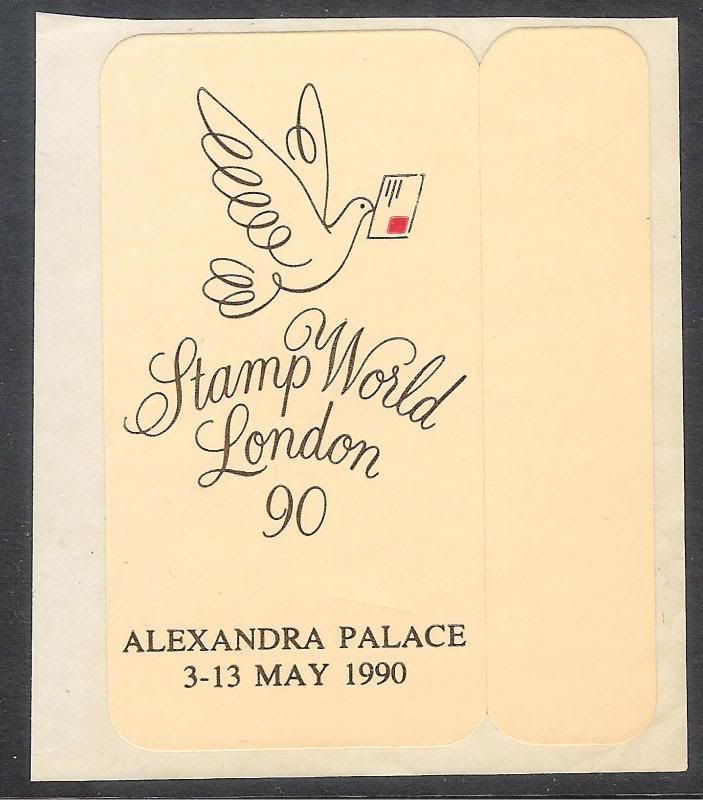 Stamp World
London
90
ALEXANDRA PALACE
3-13 MAY 1990